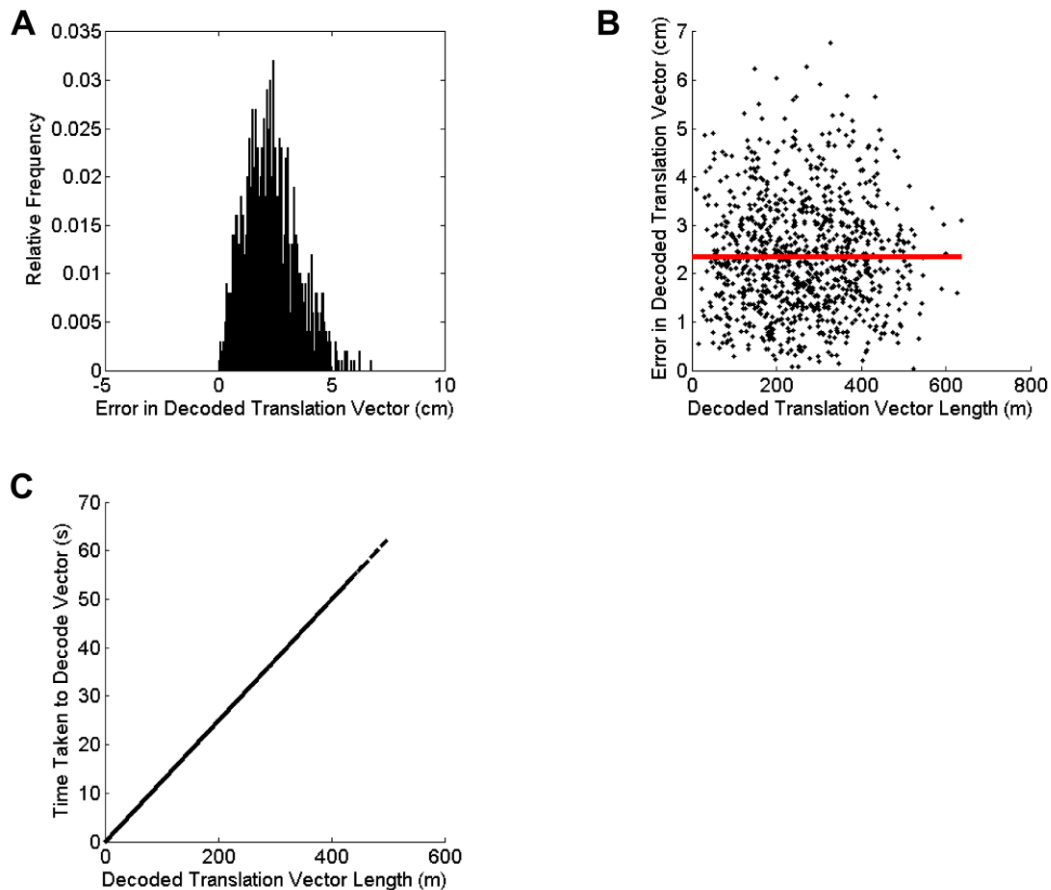 A
0.035
0.03
0.025
0.02
0.015
0.01
0.005
0
Relative Frequency
-5 0 5 10
Error in Decoded Translation Vector (cm)
B
7
6
5
4
3
2
1
0
Error in Decoded Translation Vector (cm)
0 200 400 600 800
Decoded Translation Vector Length (m)
C
70
60
50
40
30
20
10
0
Time Taken to Decode Vector (s)
0 200 400 600
Decoded Translation Vector Length (m)